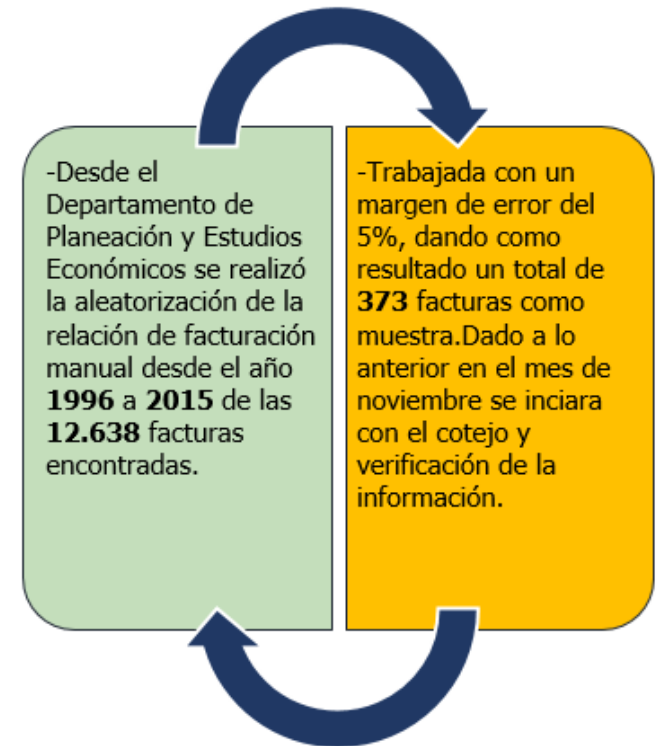 -Desde el
Departamento de
Planeación y Estudios
Económicos se realizó
la aleatorización de la
relación de facturación
manual desde el año
1996 a 2015 de las
12.638 facturas
encontradas.
-Trabajada con un
margen de error del
5%, dando como
resultado un total de
373 facturas como
muestra.Dado a lo
anterior en el mes de
noviembre se inciara
con el cotejo y
verificación de la
información.